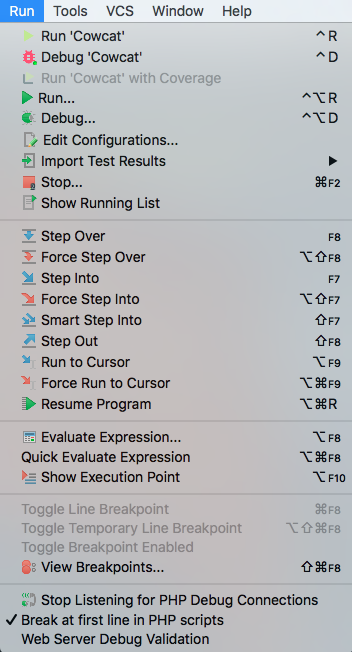 Run Tools VCS Window Help
Run 'Cowcat' ^R
Debug 'Cowcat' ^D
Run 'Cowcat' with Coverage
Run... ^⌥R
Debug... ^⌥D
Edit Configurations...
Import Test Results
Stop... ⌘F2
Show Running List
Step Over F8
Force Step Over ⌥⇧F8
Step Into F7
Force Step Into ⌥⇧F7
Smart Step Into ⇧F7
Step Out ⇧F8
Run to Cursor ⌥F9
Force Run to Cursor ⌥⌘F9
Resume Program ⌥⌘R
Evaluate Expression... ⌥F8
Quick Evaluate Expression ⌥⌘F8
Show Execution Point ⌥F10
Toggle Line Breakpoint ⌘F8
Toggle Temporary Line Breakpoint ⌥⇧⌘F8
Toggle Breakpoint Enabled
View Breakpoints... ⇧⌘F8
Stop Listening for PHP Debug Connections
✓ Break at first line in PHP scripts
Web Server Debug Validation